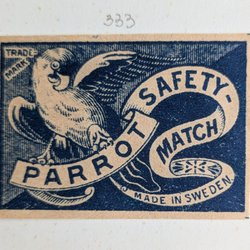 333
TRADE
MARK
SAFETY-
MATCH
PARROT
MADE IN SWEDEN